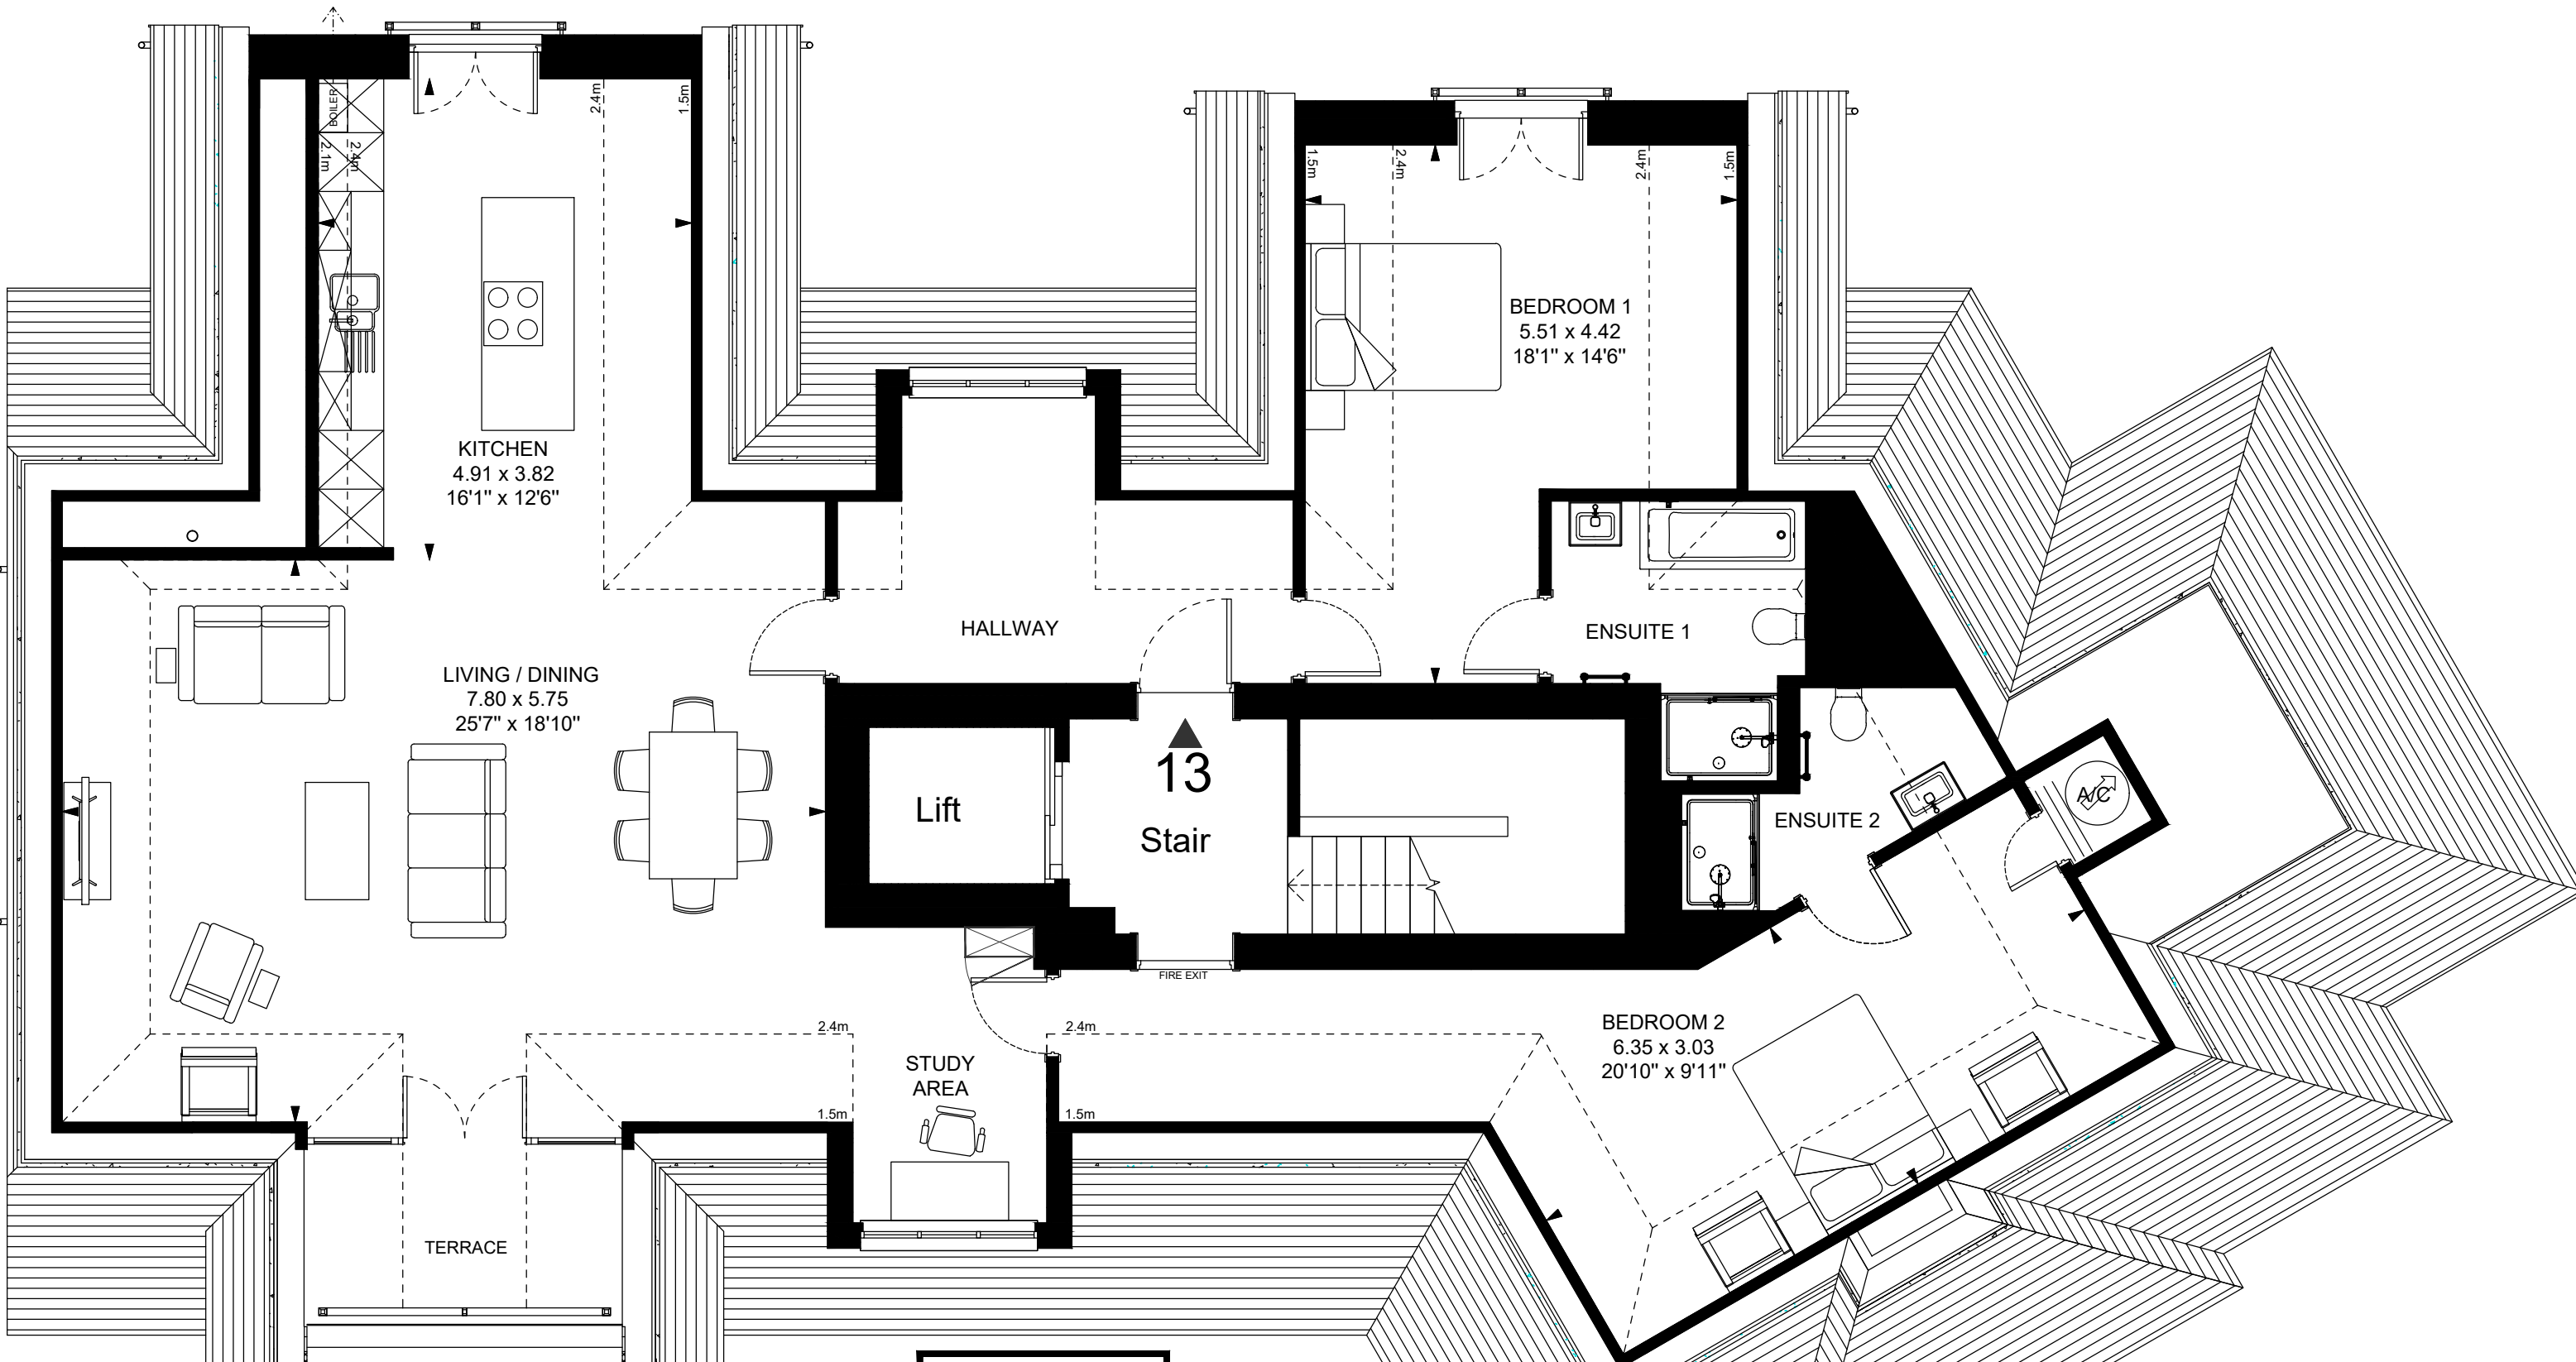 BOILER
2.1m
2.4m
2.4m
1.5m
1.5m
2.4m
2.4m
1.5m
KITCHEN
4.91 x 3.82
16'1" x 12'6"
BEDROOM 1
5.51 x 4.42
18'1" x 14'6"
HALLWAY
ENSUITE 1
LIVING / DINING
7.80 x 5.75
25'7" x 18'10"
13
Lift
Stair
ENSUITE 2
A/C
FIRE EXIT
2.4m
2.4m
BEDROOM 2
6.35 x 3.03
20'10" x 9'11"
STUDY
AREA
1.5m
1.5m
TERRACE